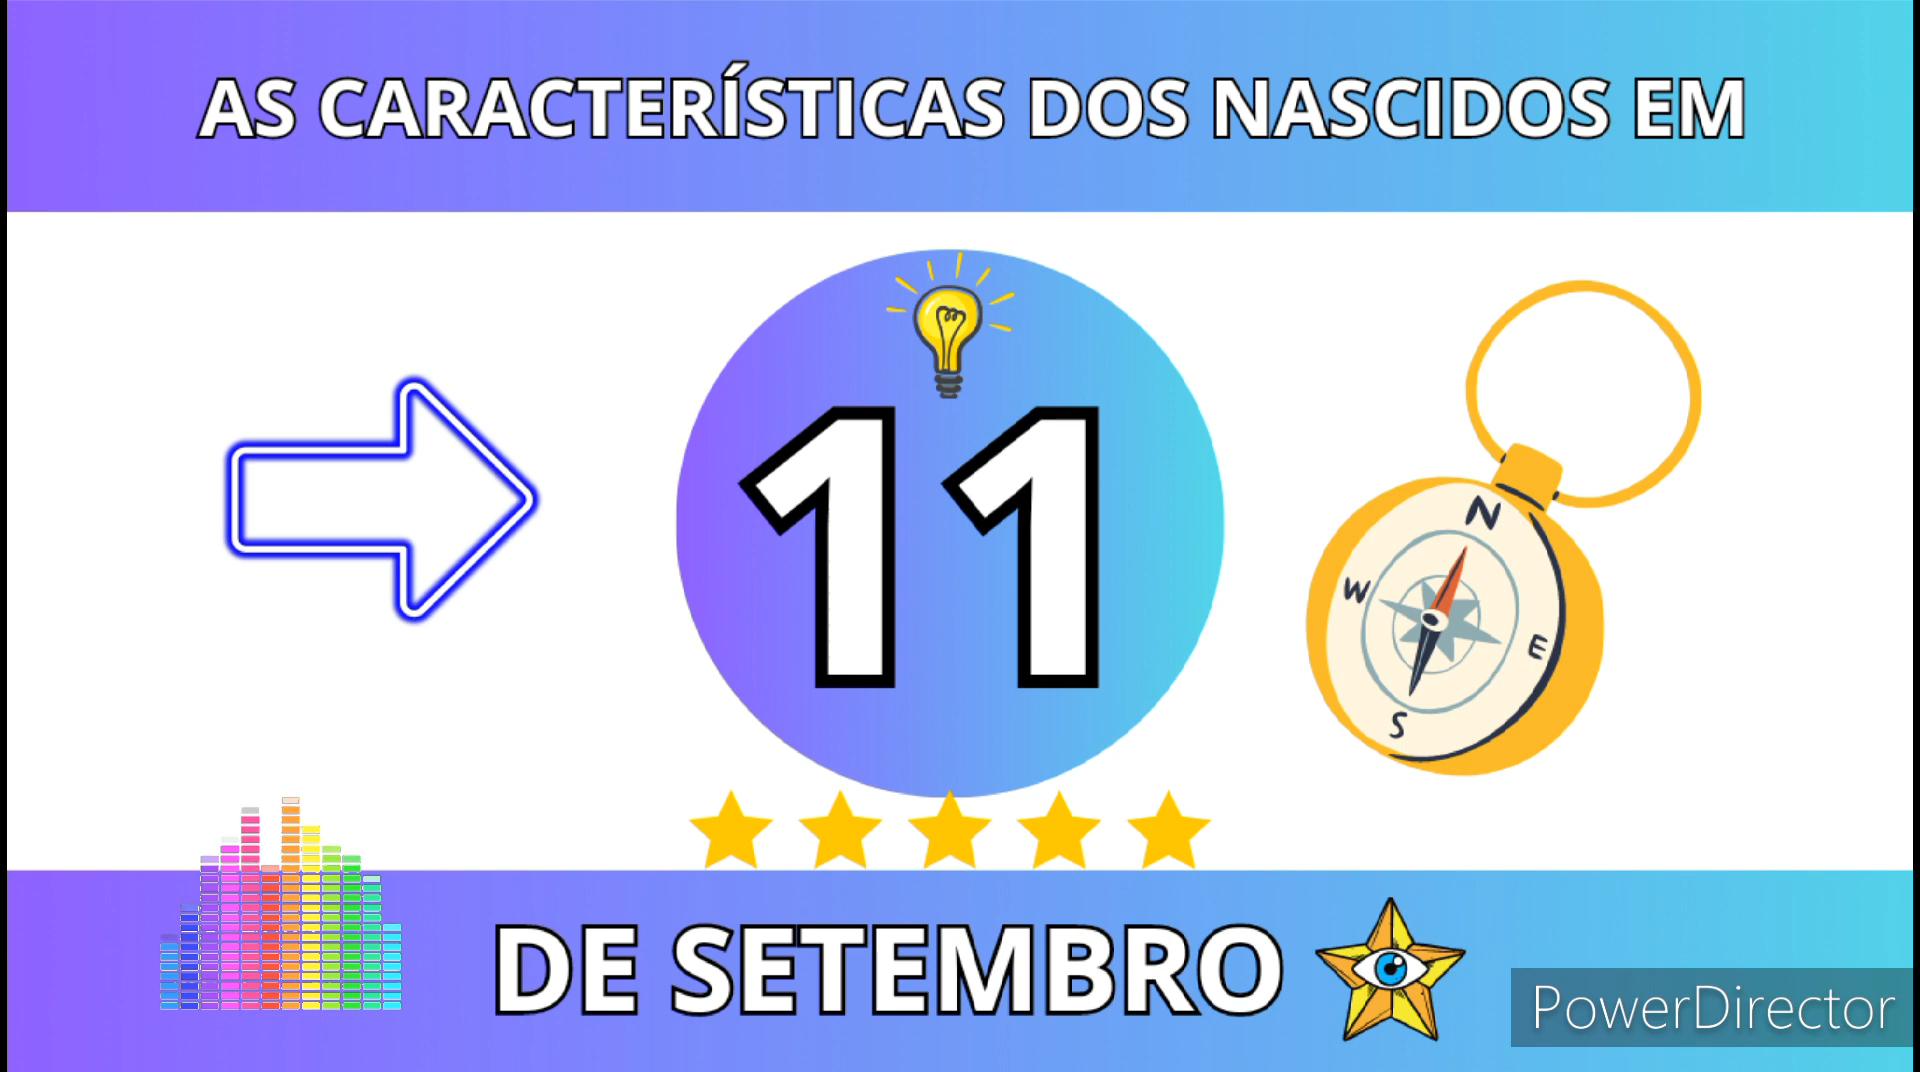 AS CARACTERÍSTICAS DOS NASCIDOS EM
11
N
W
E
S
DE SETEMBRO
PowerDirector